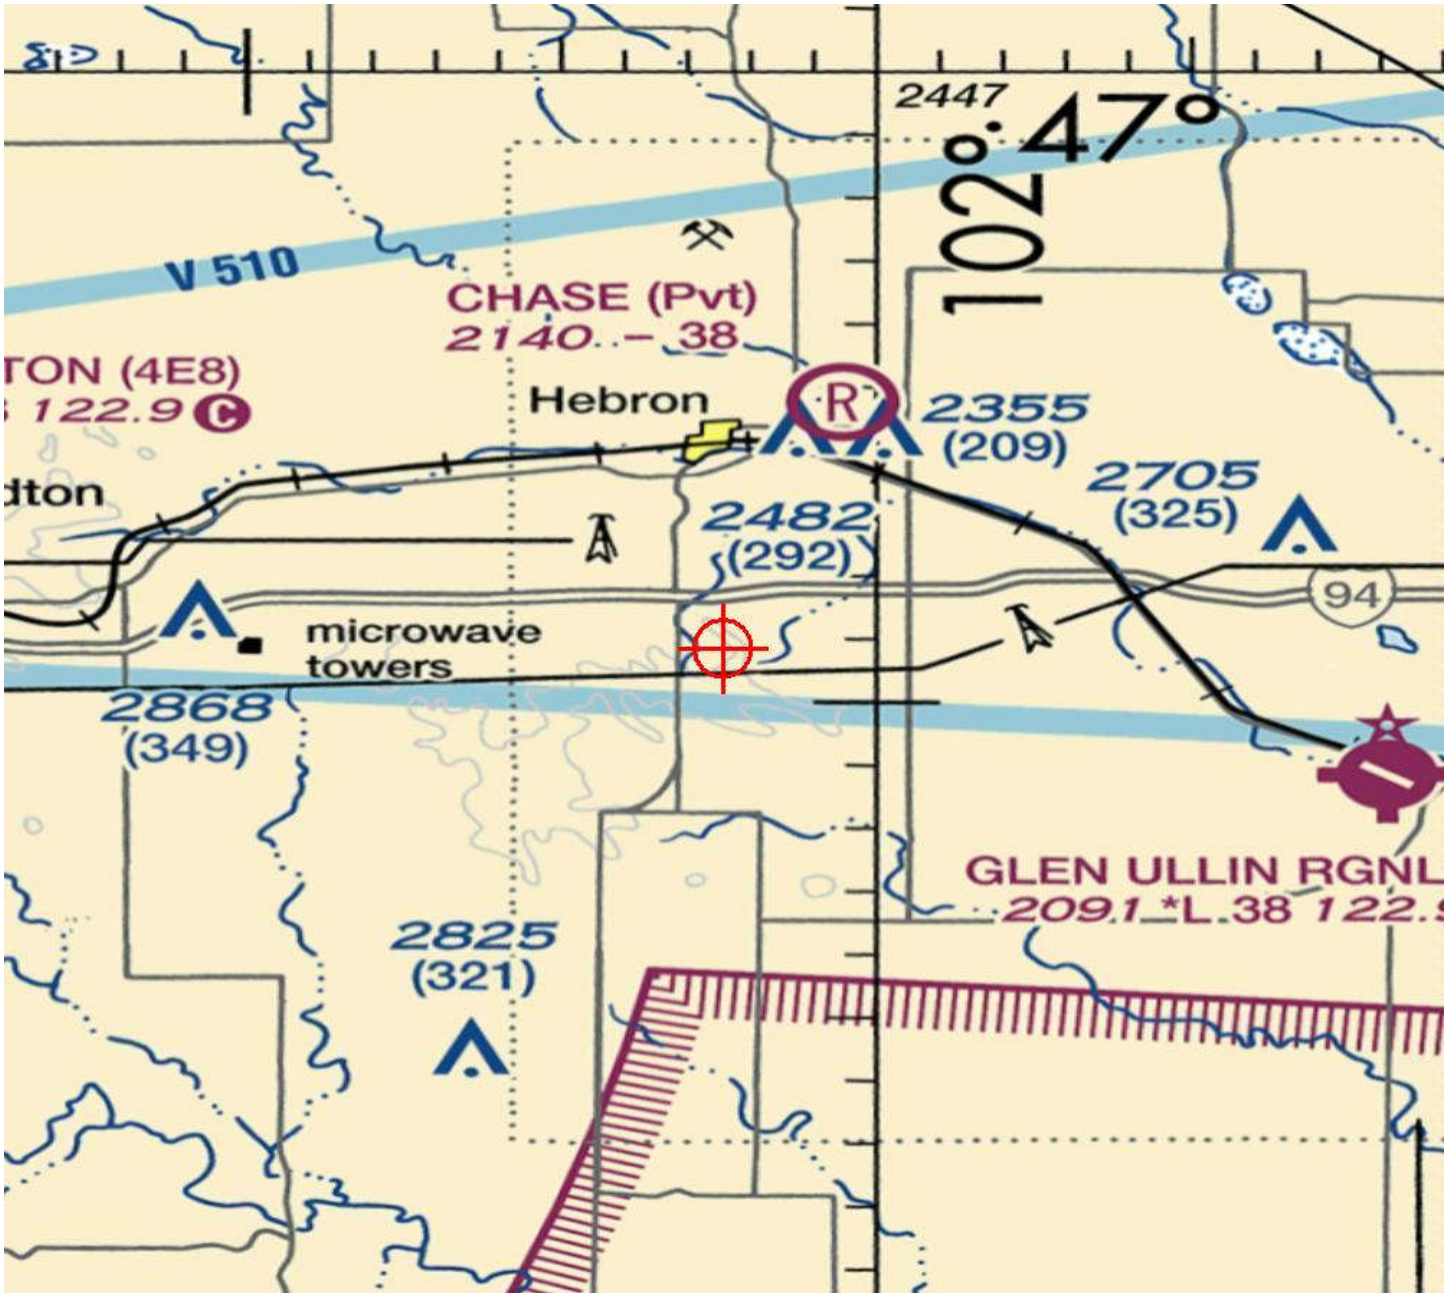 2447
47°
102°
V 510
CHASE (Pvt)
2140 - 38
TON (4E8)
122.9 C
Hebron
R
2355
(209)
dton
2705
(325)
2482
(292)
94
microwave
towers
2868
(349)
GLEN ULLIN RGNL
2091 *L 38 122.9
2825
(321)